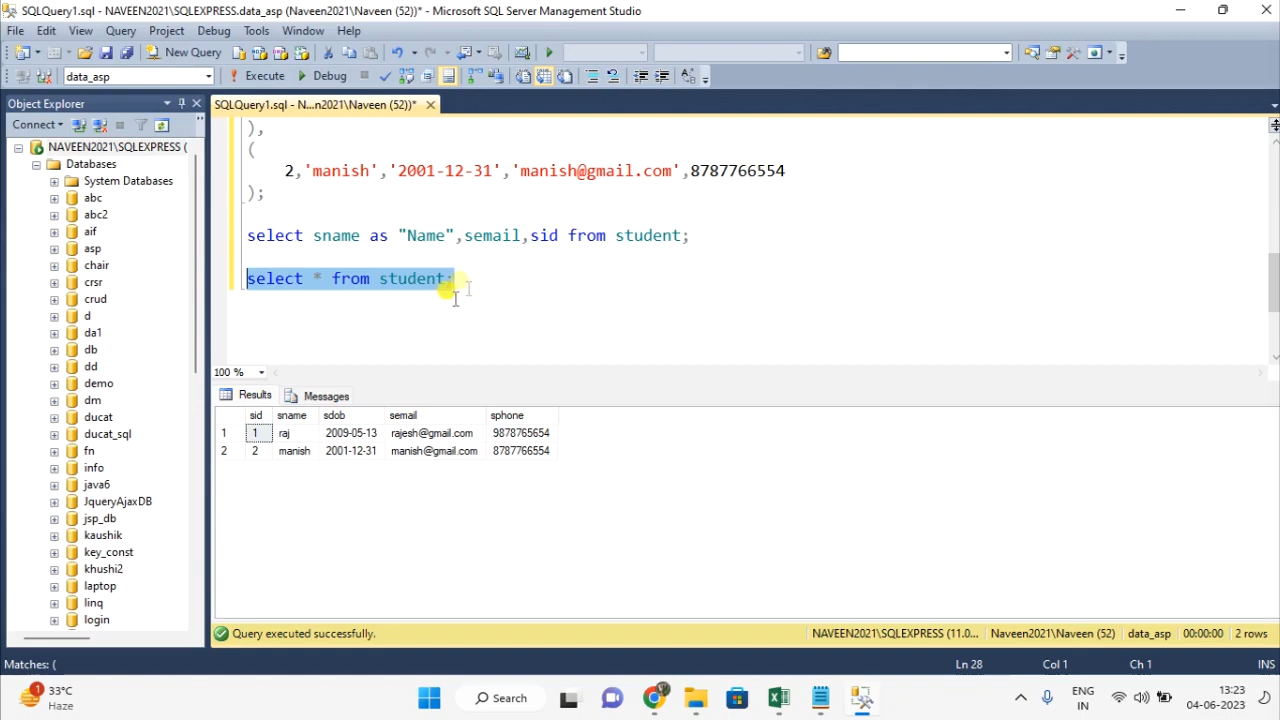 SQLQuery1.sql - NAVEEN2021\SQLEXPRESS.data_asp (Naveen2021\Naveen (52))* - Microsoft SQL Server Management Studio
File Edit View Query Project Debug Tools Window Help
New Query
data_asp Execute Debug
Object Explorer
SQLQuery1.sql - N...n2021\Naveen (52))*
Connect
NAVEEN2021\SQLEXPRESS (
Databases
System Databases
abc
abc2
aif
asp
chair
crsr
crud
d
da1
db
dd
demo
dm
ducat
ducat_sql
fn
info
java6
JqueryAjaxDB
jsp_db
kaushik
key_const
khushi2
laptop
linq
login
),
(
2,'manish','2001-12-31','manish@gmail.com',8787766554
);
select sname as "Name",semail,sid from student;
select * from student;
100 %
Results Messages
sid sname sdob semail sphone
1 1 raj 2009-05-13 rajesh@gmail.com 9878765654
2 2 manish 2001-12-31 manish@gmail.com 8787766554
Query executed successfully. NAVEEN2021\SQLEXPRESS (11.0... Naveen2021\Naveen (52) data_asp 00:00:00 2 rows
Matches: ( Ln 28 Col 1 Ch 1 INS
1 33°C
Haze
Search
ENG
IN
13:23
04-06-2023